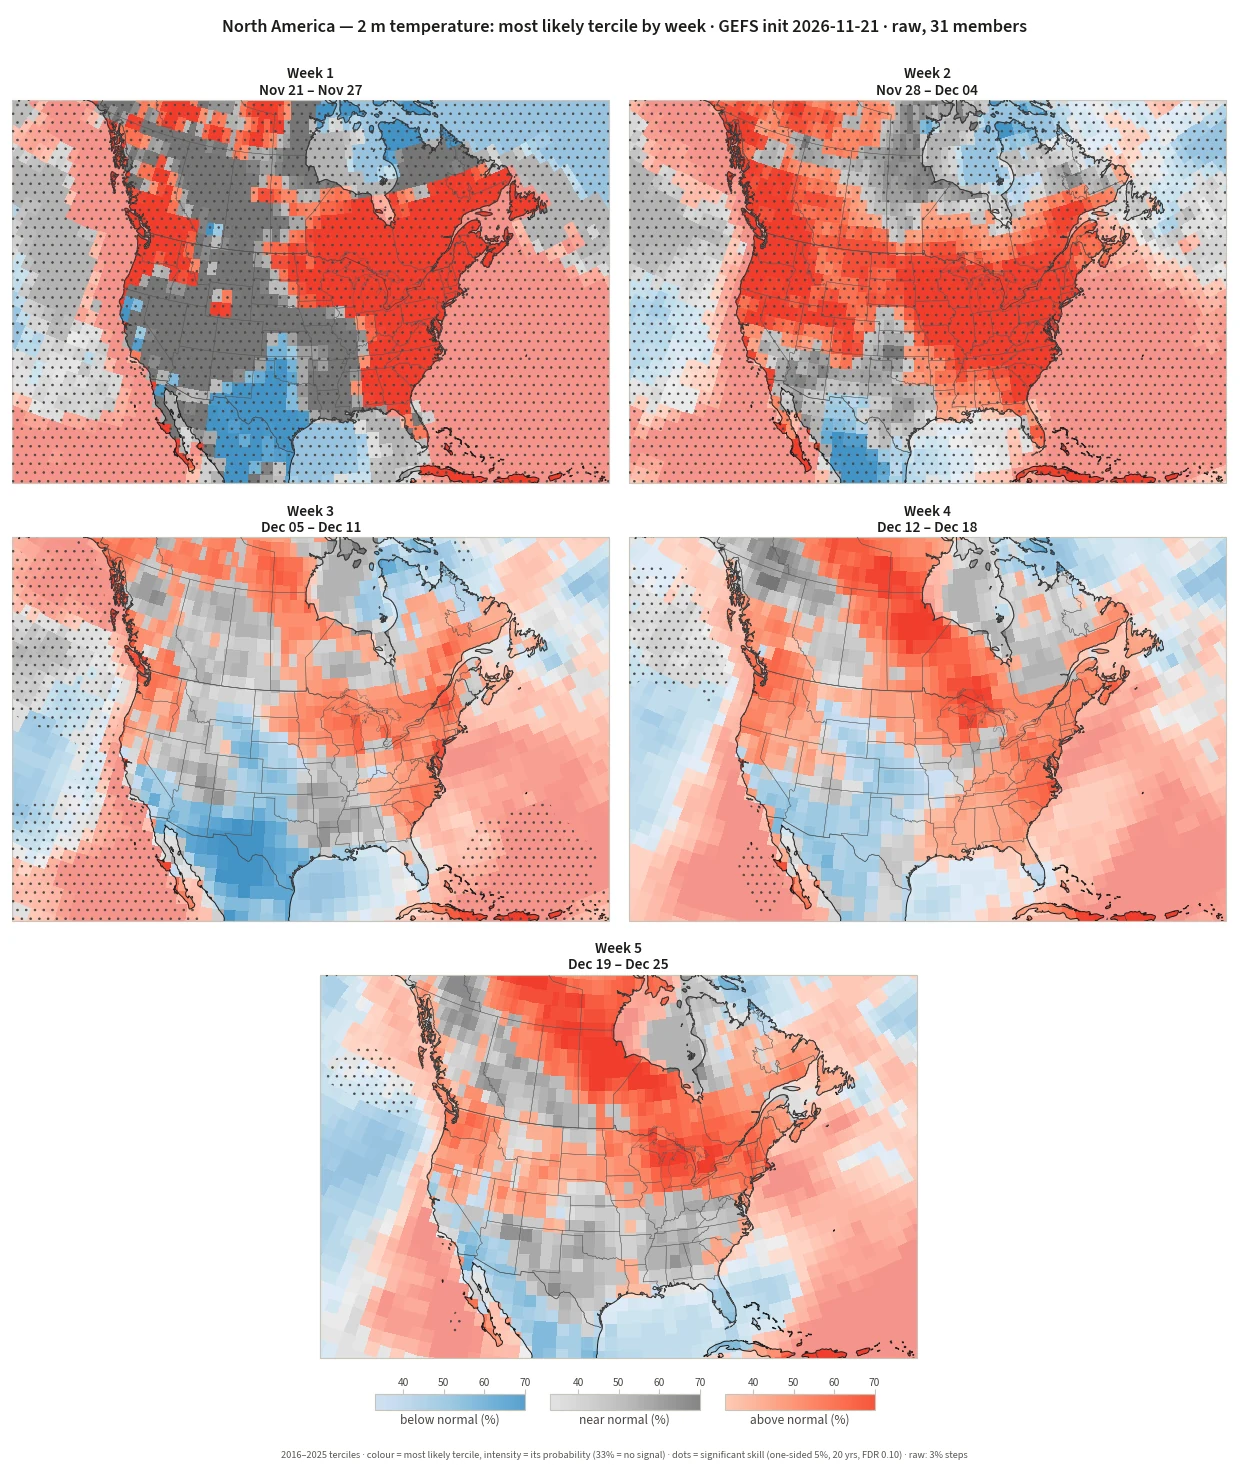 North America — 2 m temperature: most likely tercile by week · GEFS init 2026-11-21 · raw, 31 members
Week 1
Nov 21 – Nov 27
Week 2
Nov 28 – Dec 04
Week 3
Dec 05 – Dec 11
Week 4
Dec 12 – Dec 18
Week 5
Dec 19 – Dec 25
40 50 60 70
40 50 60 70
40 50 60 70
below normal (%)
near normal (%)
above normal (%)
2016–2025 terciles · colour = most likely tercile, intensity = its probability (33% = no signal) · dots = significant skill (one-sided 5%, 20 yrs, FDR 0.10) · raw: 3% steps